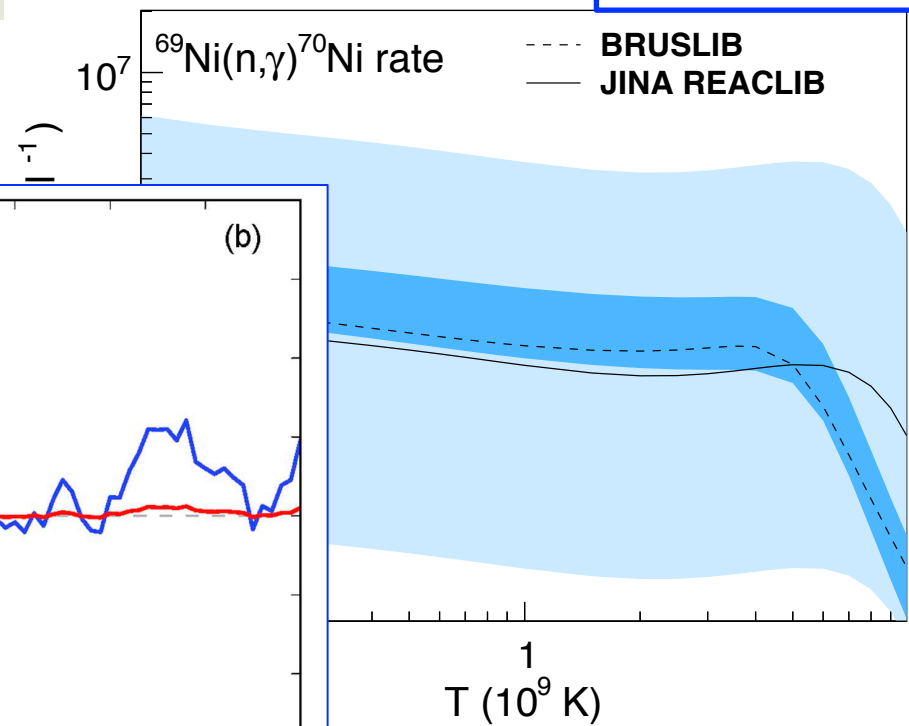 ⁶⁹Ni(n,γ)⁷⁰Ni rate
BRUSLIB
JINA REACLIB
10⁷
(b)
1
T (10⁹ K)